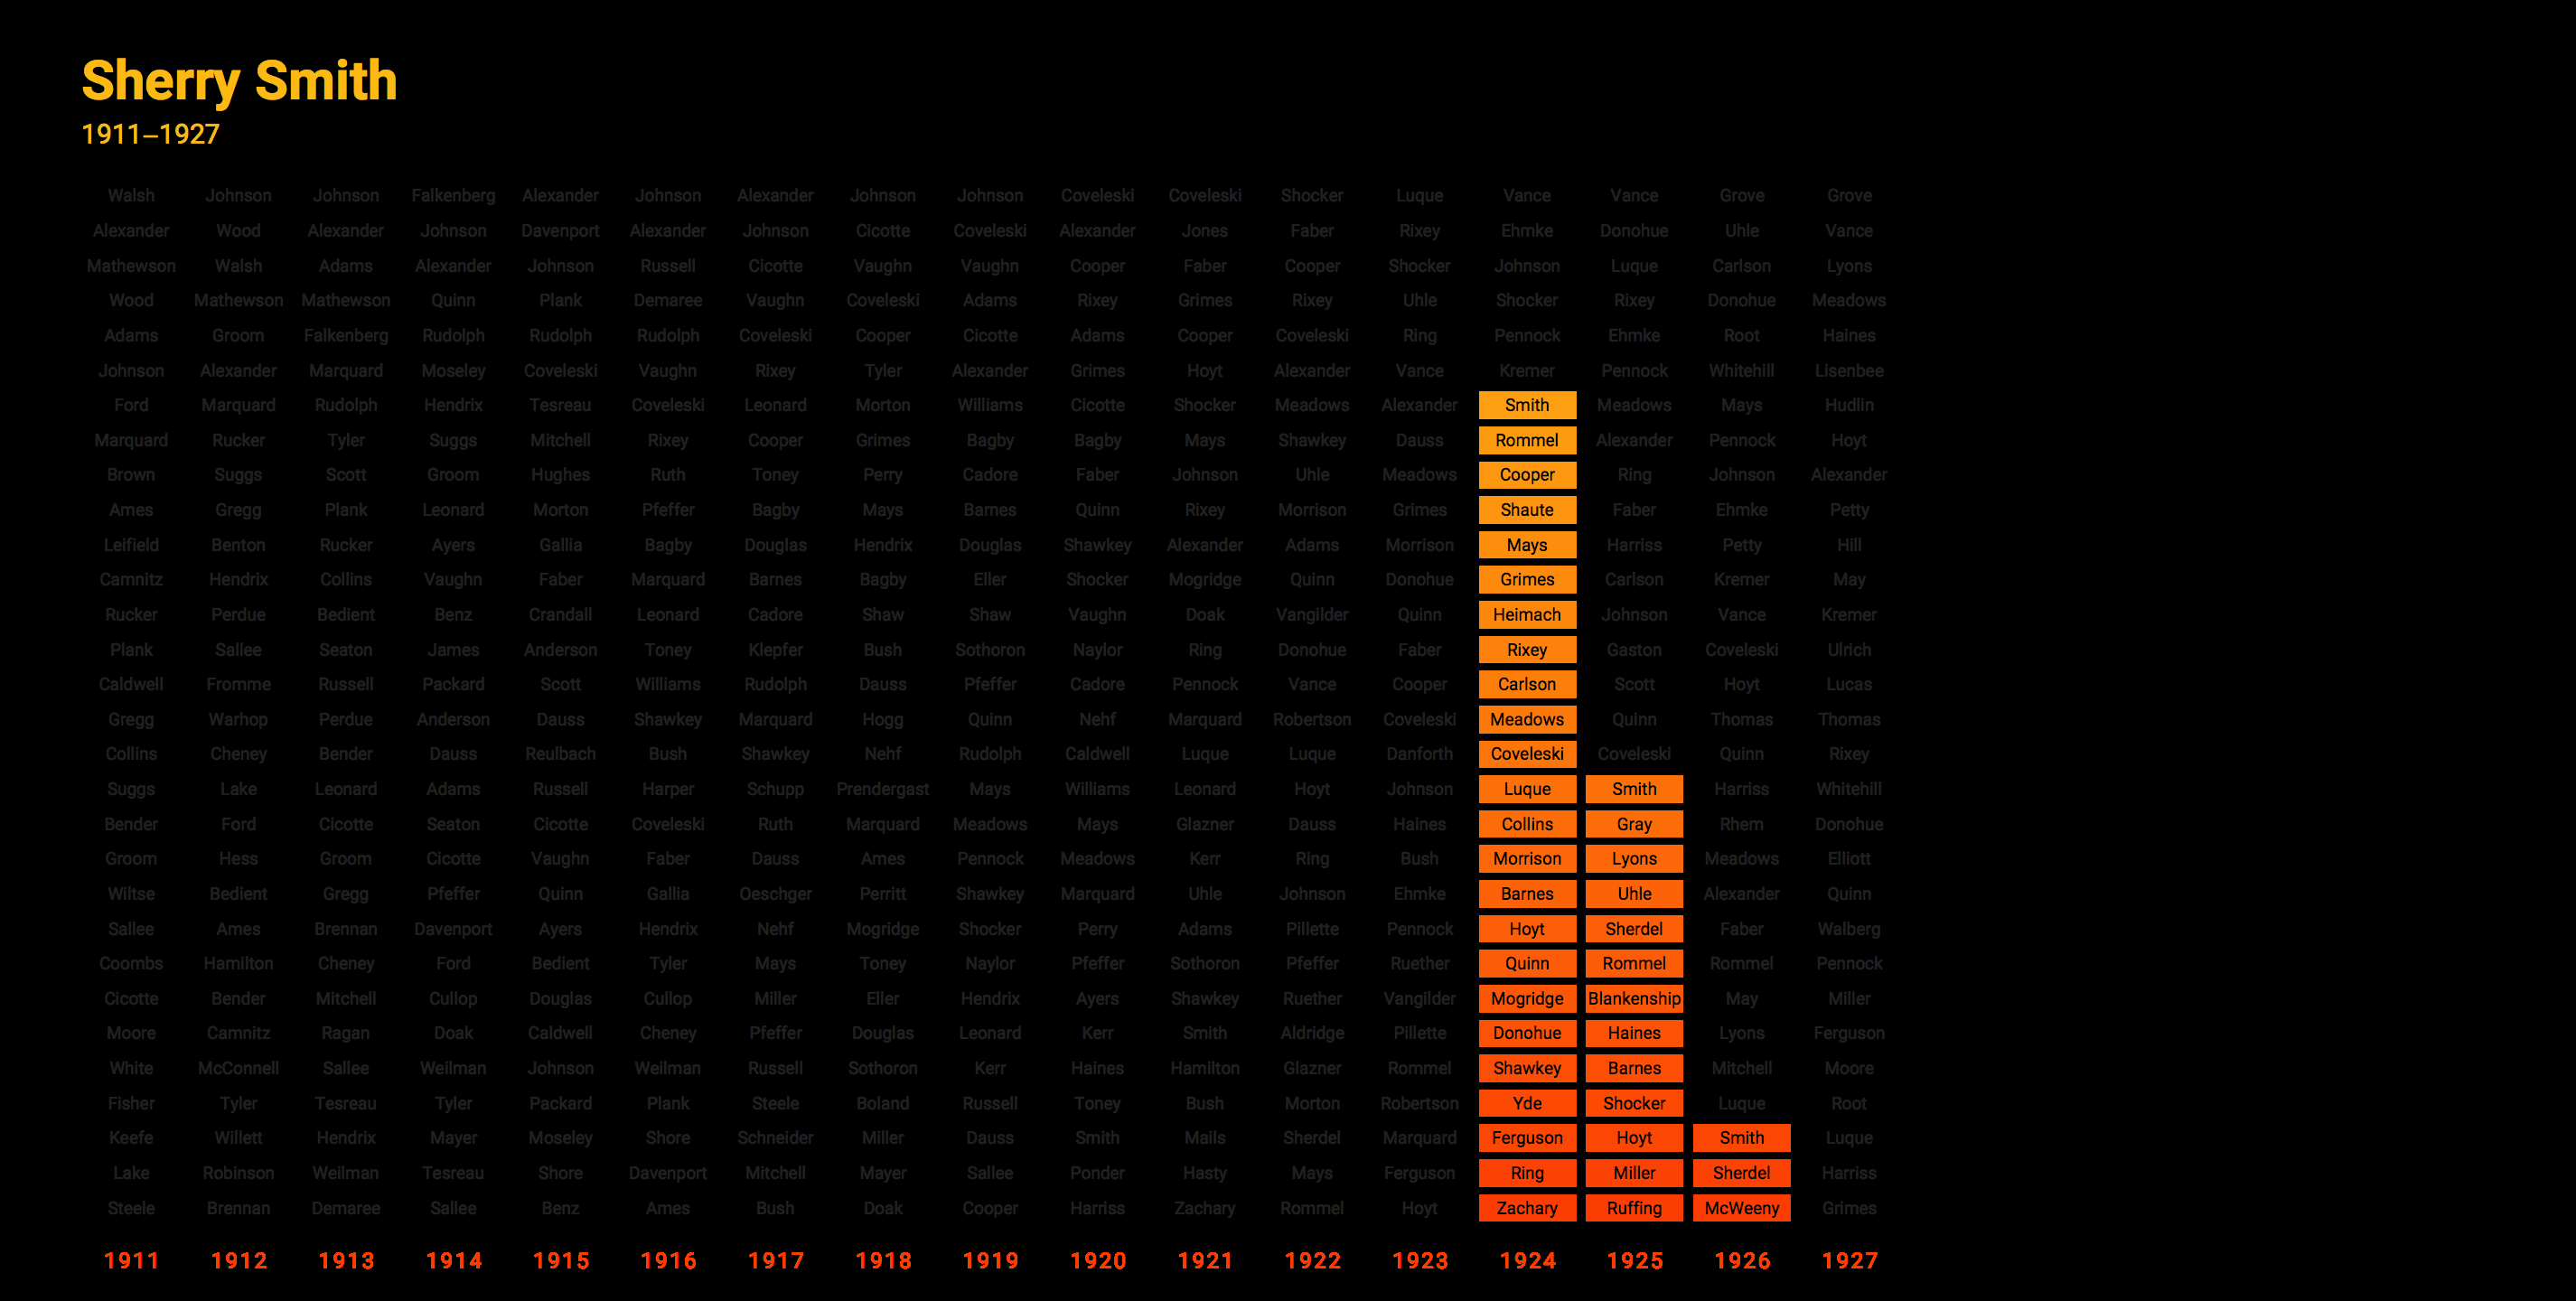 Sherry Smith
1911–1927
Walsh Johnson Johnson Falkenberg Alexander Johnson Alexander Johnson Johnson Coveleski Coveleski Shocker Luque Vance Vance Grove Grove
Alexander Wood Alexander Johnson Davenport Alexander Johnson Cicotte Coveleski Alexander Jones Faber Rixey Ehmke Donohue Uhle Vance
Mathewson Walsh Adams Alexander Johnson Russell Cicotte Vaughn Vaughn Cooper Faber Cooper Shocker Johnson Luque Carlson Lyons
Wood Mathewson Mathewson Quinn Plank Demaree Vaughn Coveleski Adams Rixey Grimes Rixey Uhle Shocker Rixey Donohue Meadows
Adams Groom Falkenberg Rudolph Rudolph Rudolph Coveleski Cooper Cicotte Adams Cooper Coveleski Ring Pennock Ehmke Root Haines
Johnson Alexander Marquard Moseley Coveleski Vaughn Rixey Tyler Alexander Grimes Hoyt Alexander Vance Kremer Pennock Whitehill Lisenbee
Ford Marquard Rudolph Hendrix Tesreau Coveleski Leonard Morton Williams Cicotte Shocker Meadows Alexander Smith Meadows Mays Hudlin
Marquard Rucker Tyler Suggs Mitchell Rixey Cooper Grimes Bagby Bagby Mays Shawkey Dauss Rommel Alexander Pennock Hoyt
Brown Suggs Scott Groom Hughes Ruth Toney Perry Cadore Faber Johnson Uhle Meadows Cooper Ring Johnson Alexander
Ames Gregg Plank Leonard Morton Pfeffer Bagby Mays Barnes Quinn Rixey Morrison Grimes Shaute Faber Ehmke Petty
Leifield Benton Rucker Ayers Gallia Bagby Douglas Hendrix Douglas Shawkey Alexander Adams Morrison Mays Harriss Petty Hill
Camnitz Hendrix Collins Vaughn Faber Marquard Barnes Bagby Eller Shocker Mogridge Quinn Donohue Grimes Carlson Kremer May
Rucker Perdue Bedient Benz Crandall Leonard Cadore Shaw Shaw Vaughn Doak Vangilder Quinn Heimach Johnson Vance Kremer
Plank Sallee Seaton James Anderson Toney Klepfer Bush Sothoron Naylor Ring Donohue Faber Rixey Gaston Coveleski Ulrich
Caldwell Fromme Russell Packard Scott Williams Rudolph Dauss Pfeffer Cadore Pennock Vance Cooper Carlson Scott Hoyt Lucas
Gregg Warhop Perdue Anderson Dauss Shawkey Marquard Hogg Quinn Nehf Marquard Robertson Coveleski Meadows Quinn Thomas Thomas
Collins Cheney Bender Dauss Reulbach Bush Shawkey Nehf Rudolph Caldwell Luque Luque Danforth Coveleski Coveleski Quinn Rixey
Suggs Lake Leonard Adams Russell Harper Schupp Prendergast Mays Williams Leonard Hoyt Johnson Luque Smith Harriss Whitehill
Bender Ford Cicotte Seaton Cicotte Coveleski Ruth Marquard Meadows Mays Glazner Dauss Haines Collins Gray Rhem Donohue
Groom Hess Groom Cicotte Vaughn Faber Dauss Ames Pennock Meadows Kerr Ring Bush Morrison Lyons Meadows Elliott
Wiltse Bedient Gregg Pfeffer Quinn Gallia Oeschger Perritt Shawkey Marquard Uhle Johnson Ehmke Barnes Uhle Alexander Quinn
Sallee Ames Brennan Davenport Ayers Hendrix Nehf Mogridge Shocker Perry Adams Pillette Pennock Hoyt Sherdel Faber Walberg
Coombs Hamilton Cheney Ford Bedient Tyler Mays Toney Naylor Pfeffer Sothoron Pfeffer Ruether Quinn Rommel Rommel Pennock
Cicotte Bender Mitchell Cullop Douglas Cullop Miller Eller Hendrix Ayers Shawkey Ruether Vangilder Mogridge Blankenship May Miller
Moore Camnitz Ragan Doak Caldwell Cheney Pfeffer Douglas Leonard Kerr Smith Aldridge Pillette Donohue Haines Lyons Ferguson
White McConnell Sallee Weilman Johnson Weilman Russell Sothoron Kerr Haines Hamilton Glazner Rommel Shawkey Barnes Mitchell Moore
Fisher Tyler Tesreau Tyler Packard Plank Steele Boland Russell Toney Bush Morton Robertson Yde Shocker Luque Root
Keefe Willett Hendrix Mayer Moseley Shore Schneider Miller Dauss Smith Mails Sherdel Marquard Ferguson Hoyt Smith Luque
Lake Robinson Weilman Tesreau Shore Davenport Mitchell Mayer Sallee Ponder Hasty Mays Ferguson Ring Miller Sherdel Harriss
Steele Brennan Demaree Sallee Benz Ames Bush Doak Cooper Harriss Zachary Rommel Hoyt Zachary Ruffing McWeeny Grimes
1911 1912 1913 1914 1915 1916 1917 1918 1919 1920 1921 1922 1923 1924 1925 1926 1927